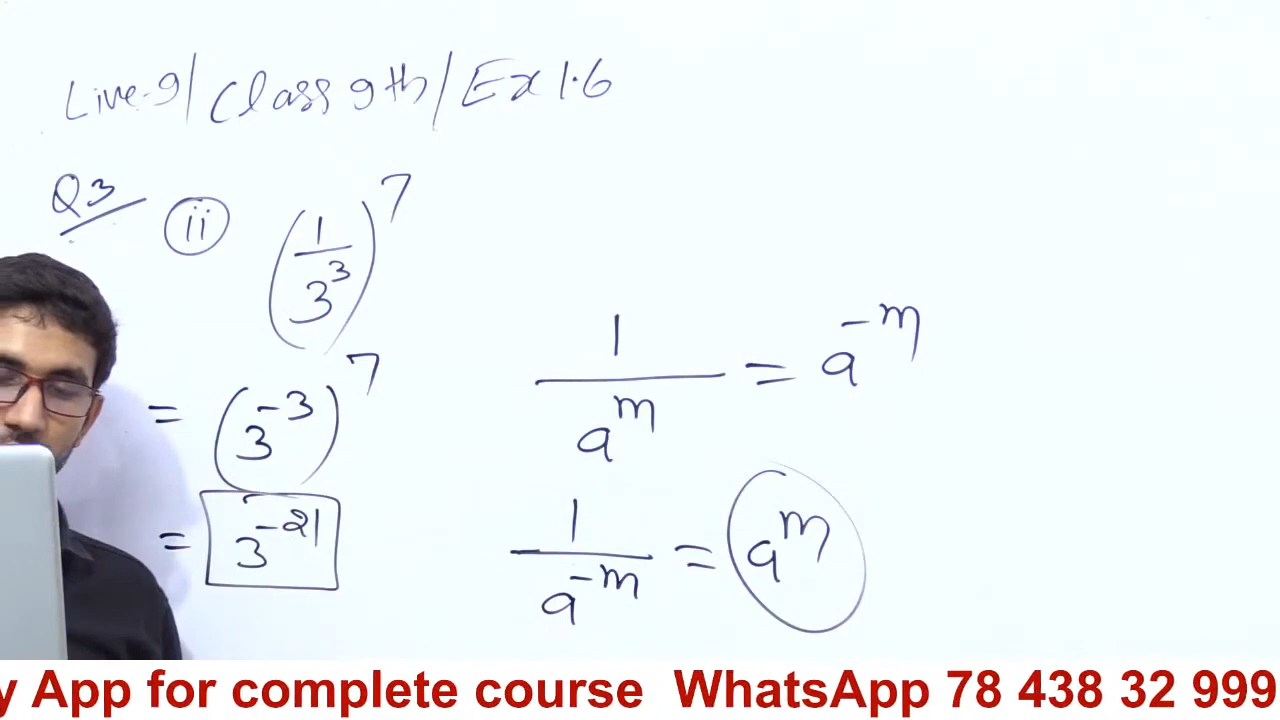 Live-9/Class 9th/Ex 1.6
Q3 (ii) (1/3³)⁷
= (3⁻³)⁷
= 3⁻²¹
1/aᵐ = a⁻ᵐ
1/a⁻ᵐ = aᵐ
y App for complete course WhatsApp 78 438 32 999